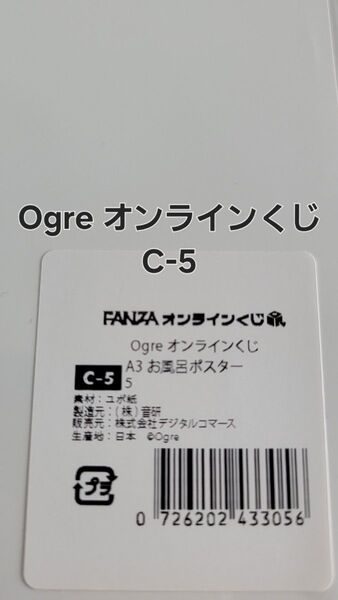 Ogre オンラインくじ
C-5
FANZA オンラインくじ
Ogre オンラインくじ
C-5 A3 お風呂ポスター
5
素材：ユポ紙
製造元：（株）音研
販売元：株式会社デジタルコマース
生産地：日本 ©Ogre
プラ
0 726202 433056